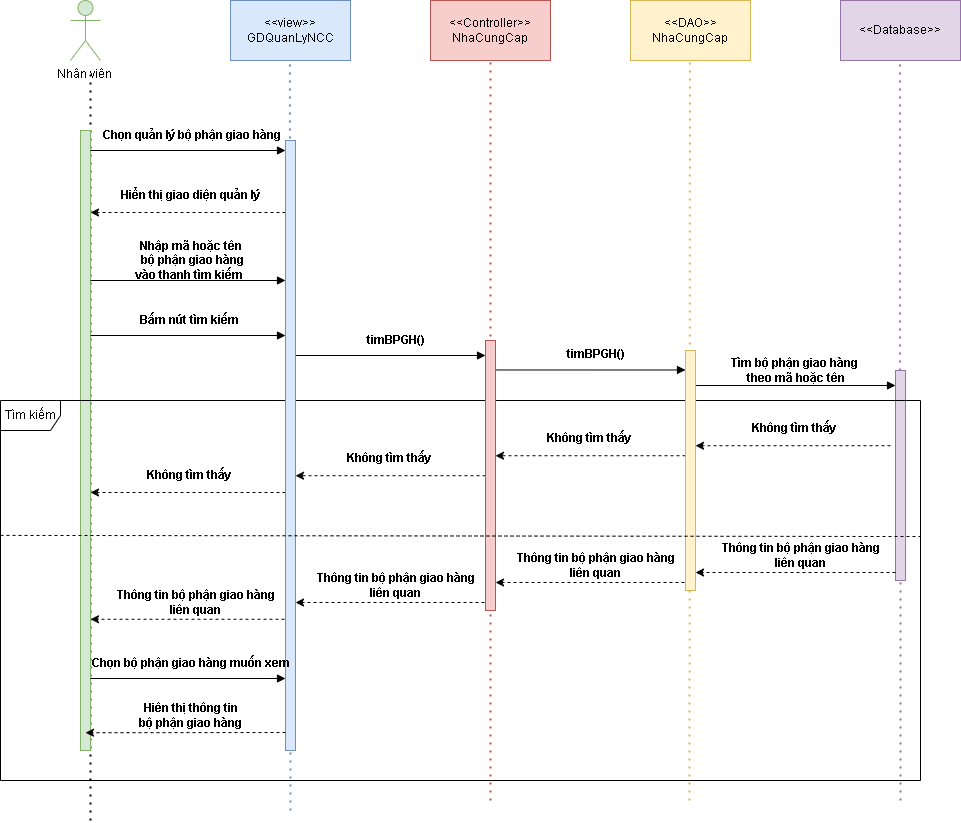 <<view>>
GDQuanLyNCC
<<Controller>>
NhaCungCap
<<DAO>>
NhaCungCap
<<Database>>
Nhân viên
Chọn quản lý bộ phận giao hàng
Hiển thị giao diện quản lý
Nhập mã hoặc tên
bộ phận giao hàng
vào thanh tìm kiếm
Bấm nút tìm kiếm
timBPGH()
timBPGH()
Tìm bộ phận giao hàng
theo mã hoặc tên
Tìm kiếm
Không tìm thấy
Không tìm thấy
Không tìm thấy
Không tìm thấy
Thông tin bộ phận giao hàng
liên quan
Thông tin bộ phận giao hàng
liên quan
Thông tin bộ phận giao hàng
liên quan
Thông tin bộ phận giao hàng
liên quan
Chọn bộ phận giao hàng muốn xem
Hiên thị thông tin
bộ phận giao hàng